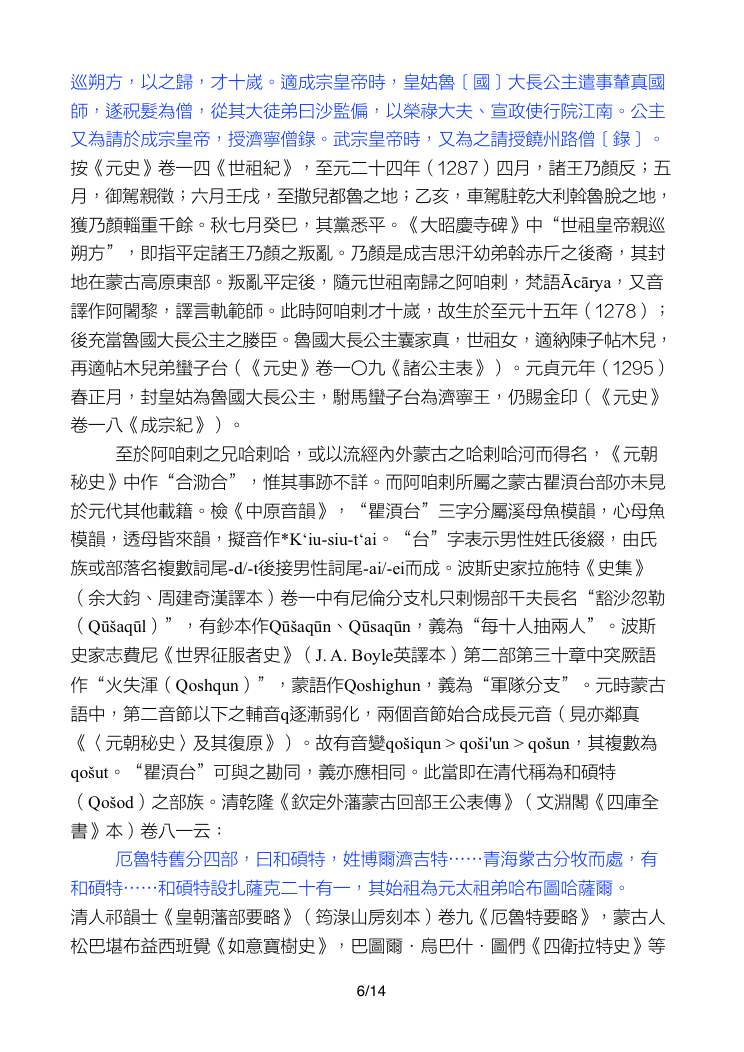 巡朔方，以之歸，才十歲。適成宗皇帝時，皇姑魯﹝國﹞大長公主遣事輦真國
師，遂祝髮為僧，從其大徒弟曰沙監偏，以榮祿大夫、宣政使行院江南。公主
又為請於成宗皇帝，授濟寧僧錄。武宗皇帝時，又為之請授饒州路僧﹝錄﹞。
按《元史》卷一四《世祖紀》，至元二十四年（1287）四月，諸王乃顏反；五
月，御駕親徵；六月壬戌，至撒兒都魯之地；乙亥，車駕駐乾大利斡魯脫之地，
獲乃顏輜重千餘。秋七月癸巳，其黨悉平。《大昭慶寺碑》中“世祖皇帝親巡
朔方”，即指平定諸王乃顏之叛亂。乃顏是成吉思汗幼弟斡赤斤之後裔，其封
地在蒙古高原東部。叛亂平定後，隨元世祖南歸之阿咱剌，梵語Ācārya，又音
譯作阿闍黎，譯言軌範師。此時阿咱剌才十歲，故生於至元十五年（1278）；
後充當魯國大長公主之媵臣。魯國大長公主囊家真，世祖女，適納陳子帖木兒，
再適帖木兒弟蠻子台（《元史》卷一〇九《諸公主表》）。元貞元年（1295）
春正月，封皇姑為魯國大長公主，駙馬蠻子台為濟寧王，仍賜金印（《元史》
卷一八《成宗紀》）。
至於阿咱剌之兄哈剌哈，或以流經內外蒙古之哈剌哈河而得名，《元朝
秘史》中作“合泐合”，惟其事跡不詳。而阿咱剌所屬之蒙古瞿湏台部亦未見
於元代其他載籍。檢《中原音韻》，“瞿湏台”三字分屬溪母魚模韻，心母魚
模韻，透母皆來韻，擬音作*K‘iu-siu-t‘ai。“台”字表示男性姓氏後綴，由氏
族或部落名複數詞尾-d/-t後接男性詞尾-ai/-ei而成。波斯史家拉施特《史集》
（余大鈞、周建奇漢譯本）卷一中有尼倫分支札只剌惕部千夫長名“豁沙忽勒
（Qūšaqūl）”，有鈔本作Qūšaqūn、Qūsaqūn，義為“每十人抽兩人”。波斯
史家志費尼《世界征服者史》（J. A. Boyle英譯本）第二部第三十章中突厥語
作“火失渾（Qoshqun）”，蒙語作Qoshighun，義為“軍隊分支”。元時蒙古
語中，第二音節以下之輔音q逐漸弱化，兩個音節始合成長元音（見亦鄰真
《〈元朝秘史〉及其復原》）。故有音變qošiqun > qoši'un > qošun，其複數為
qošut。“瞿湏台”可與之勘同，義亦應相同。此當即在清代稱為和碩特
（Qošod）之部族。清乾隆《欽定外藩蒙古回部王公表傳》（文淵閣《四庫全
書》本）卷八一云：
厄魯特舊分四部，曰和碩特，姓博爾濟吉特……青海蒙古分牧而處，有
和碩特……和碩特設扎薩克二十有一，其始祖為元太祖弟哈布圖哈薩爾。
清人祁韻士《皇朝藩部要略》（筠淥山房刻本）卷九《厄魯特要略》，蒙古人
松巴堪布益西班覺《如意寶樹史》，巴圖爾．烏巴什．圖們《四衛拉特史》等
6/14